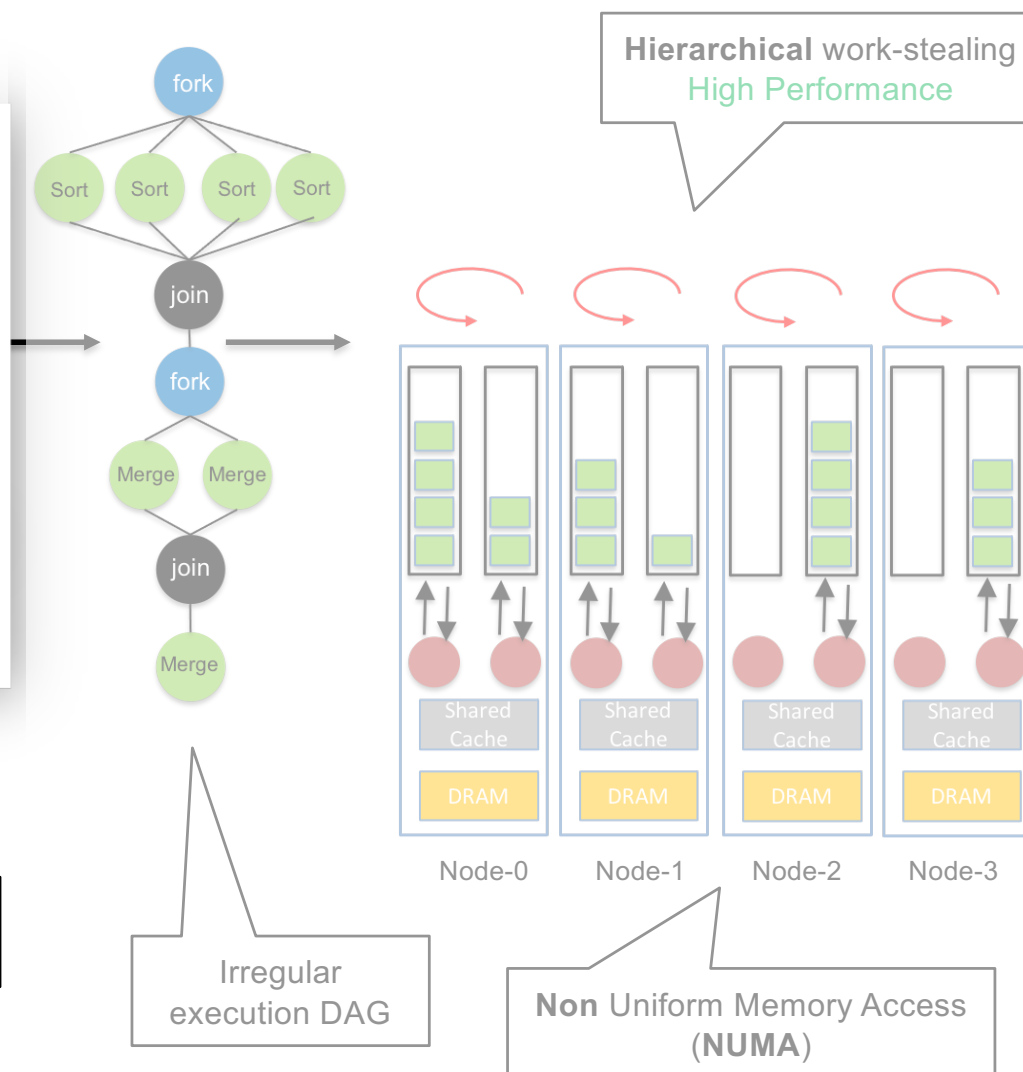 Hierarchical work-stealing
High Performance
fork
Sort Sort Sort Sort
join
fork
Merge Merge
join
Merge
Shared Cache
Shared Cache
Shared Cache
Shared Cache
DRAM DRAM DRAM DRAM
Node-0 Node-1 Node-2 Node-3
Irregular
execution DAG
Non Uniform Memory Access
(NUMA)